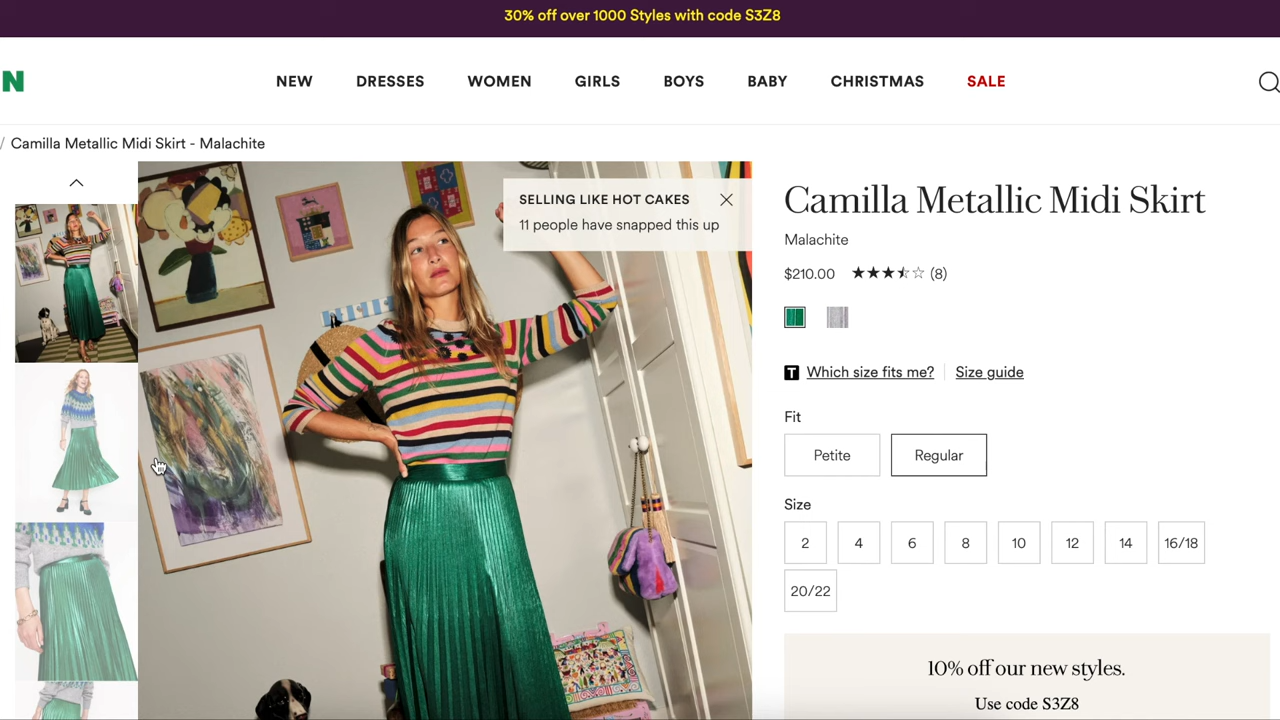 30% off over 1000 Styles with code S3Z8
N
NEW DRESSES WOMEN GIRLS BOYS BABY CHRISTMAS SALE
/ Camilla Metallic Midi Skirt - Malachite
SELLING LIKE HOT CAKES
11 people have snapped this up
Camilla Metallic Midi Skirt
Malachite
$210.00 (8)
T Which size fits me? Size guide
Fit
Petite Regular
Size
2 4 6 8 10 12 14 16/18
20/22
10% off our new styles.
Use code S3Z8